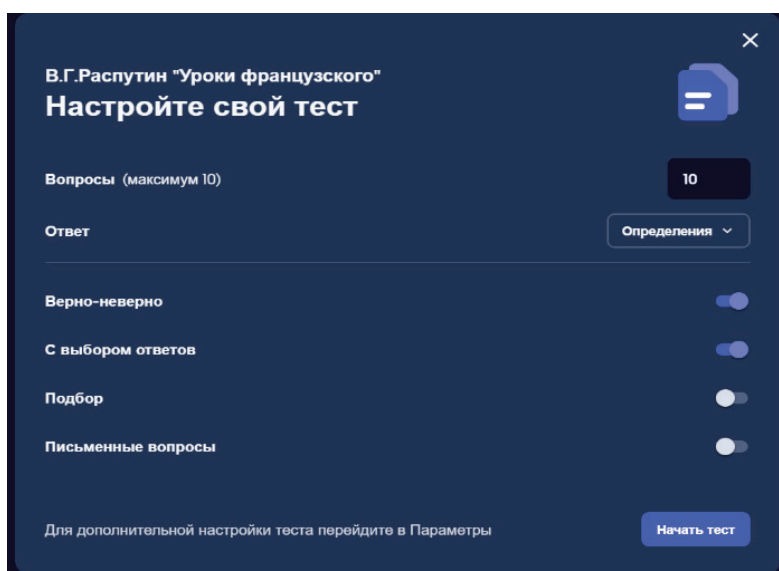 В.Г.Распутин "Уроки французского"
Настройте свой тест
Вопросы (максимум 10)
10
Ответ
Определения
Верно-неверно
С выбором ответов
Подбор
Письменные вопросы
Для дополнительной настройки теста перейдите в Параметры
Начать тест